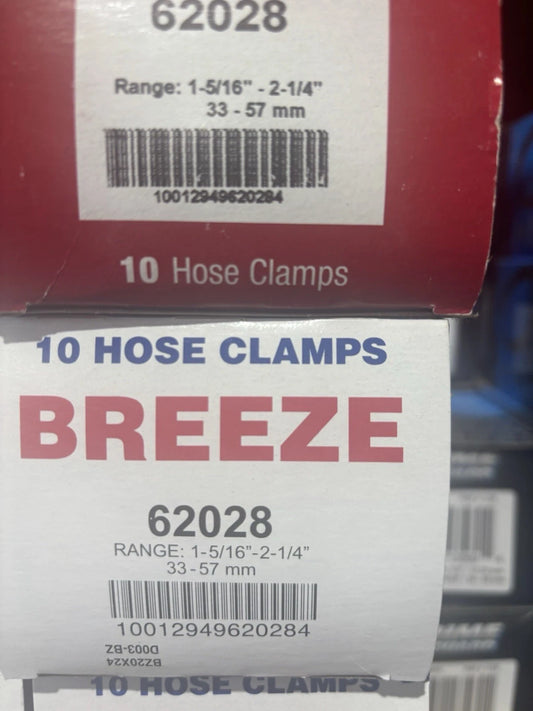 62028
Range: 1-5/16" - 2-1/4"
33 - 57 mm
10012949620284
10 Hose Clamps
10 HOSE CLAMPS
BREEZE
62028
RANGE: 1-5/16"-2-1/4"
33-57 mm
10012949620284
D003-BZ
BZ20X24
10 HOSE CLAMPS